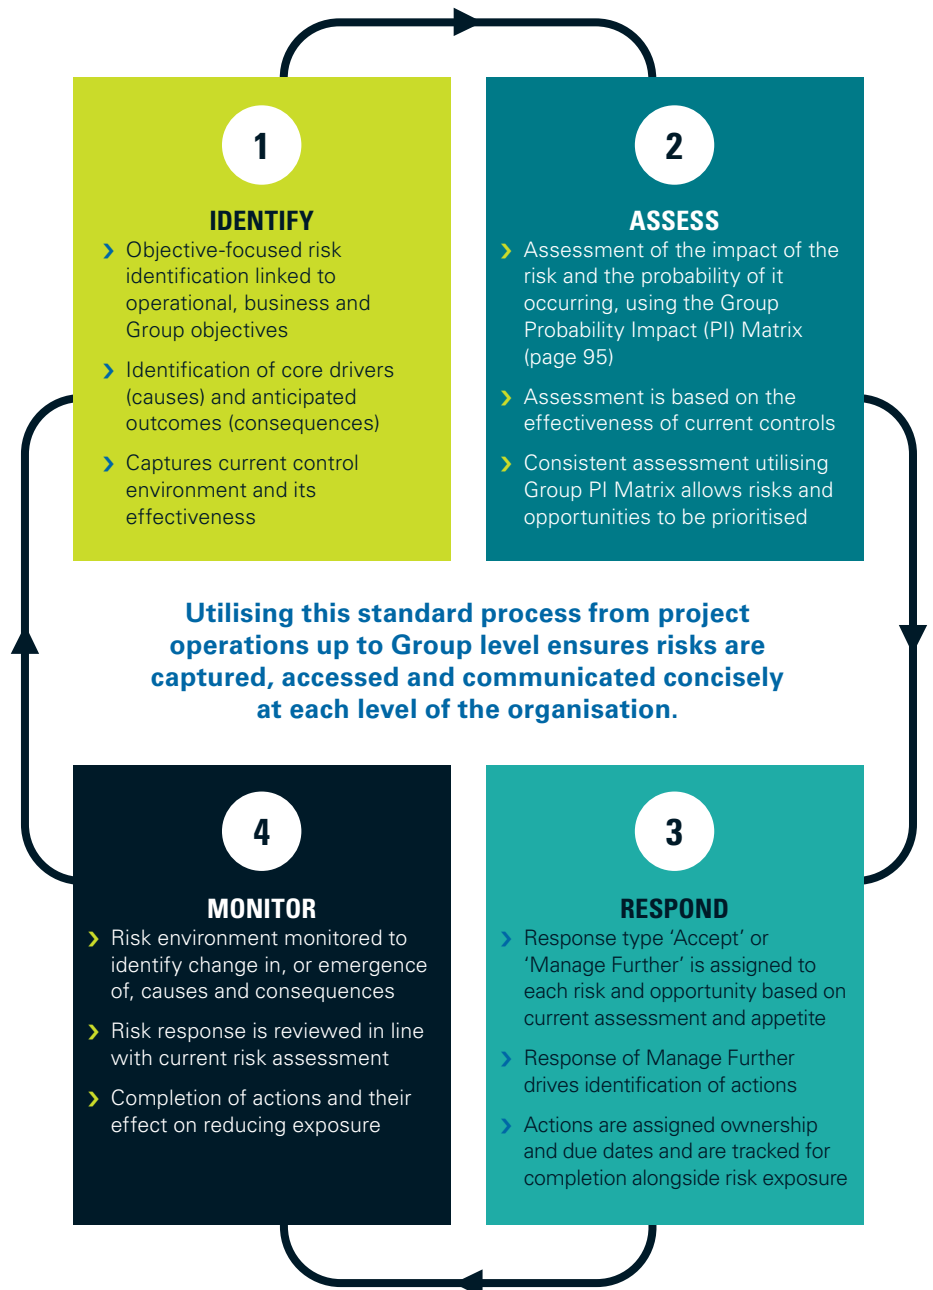 1
IDENTIFY
› Objective-focused risk
identification linked to
operational, business and
Group objectives
› Identification of core drivers
(causes) and anticipated
outcomes (consequences)
› Captures current control
environment and its
effectiveness
2
ASSESS
› Assessment of the impact of the
risk and the probability of it
occurring, using the Group
Probability Impact (PI) Matrix
(page 95)
› Assessment is based on the
effectiveness of current controls
› Consistent assessment utilising
Group PI Matrix allows risks and
opportunities to be prioritised
Utilising this standard process from project
operations up to Group level ensures risks are
captured, accessed and communicated concisely
at each level of the organisation.
4
MONITOR
› Risk environment monitored to
identify change in, or emergence
of, causes and consequences
› Risk response is reviewed in line
with current risk assessment
› Completion of actions and their
effect on reducing exposure
3
RESPOND
› Response type ‘Accept’ or
‘Manage Further’ is assigned to
each risk and opportunity based on
current assessment and appetite
› Response of Manage Further
drives identification of actions
› Actions are assigned ownership
and due dates and are tracked for
completion alongside risk exposure